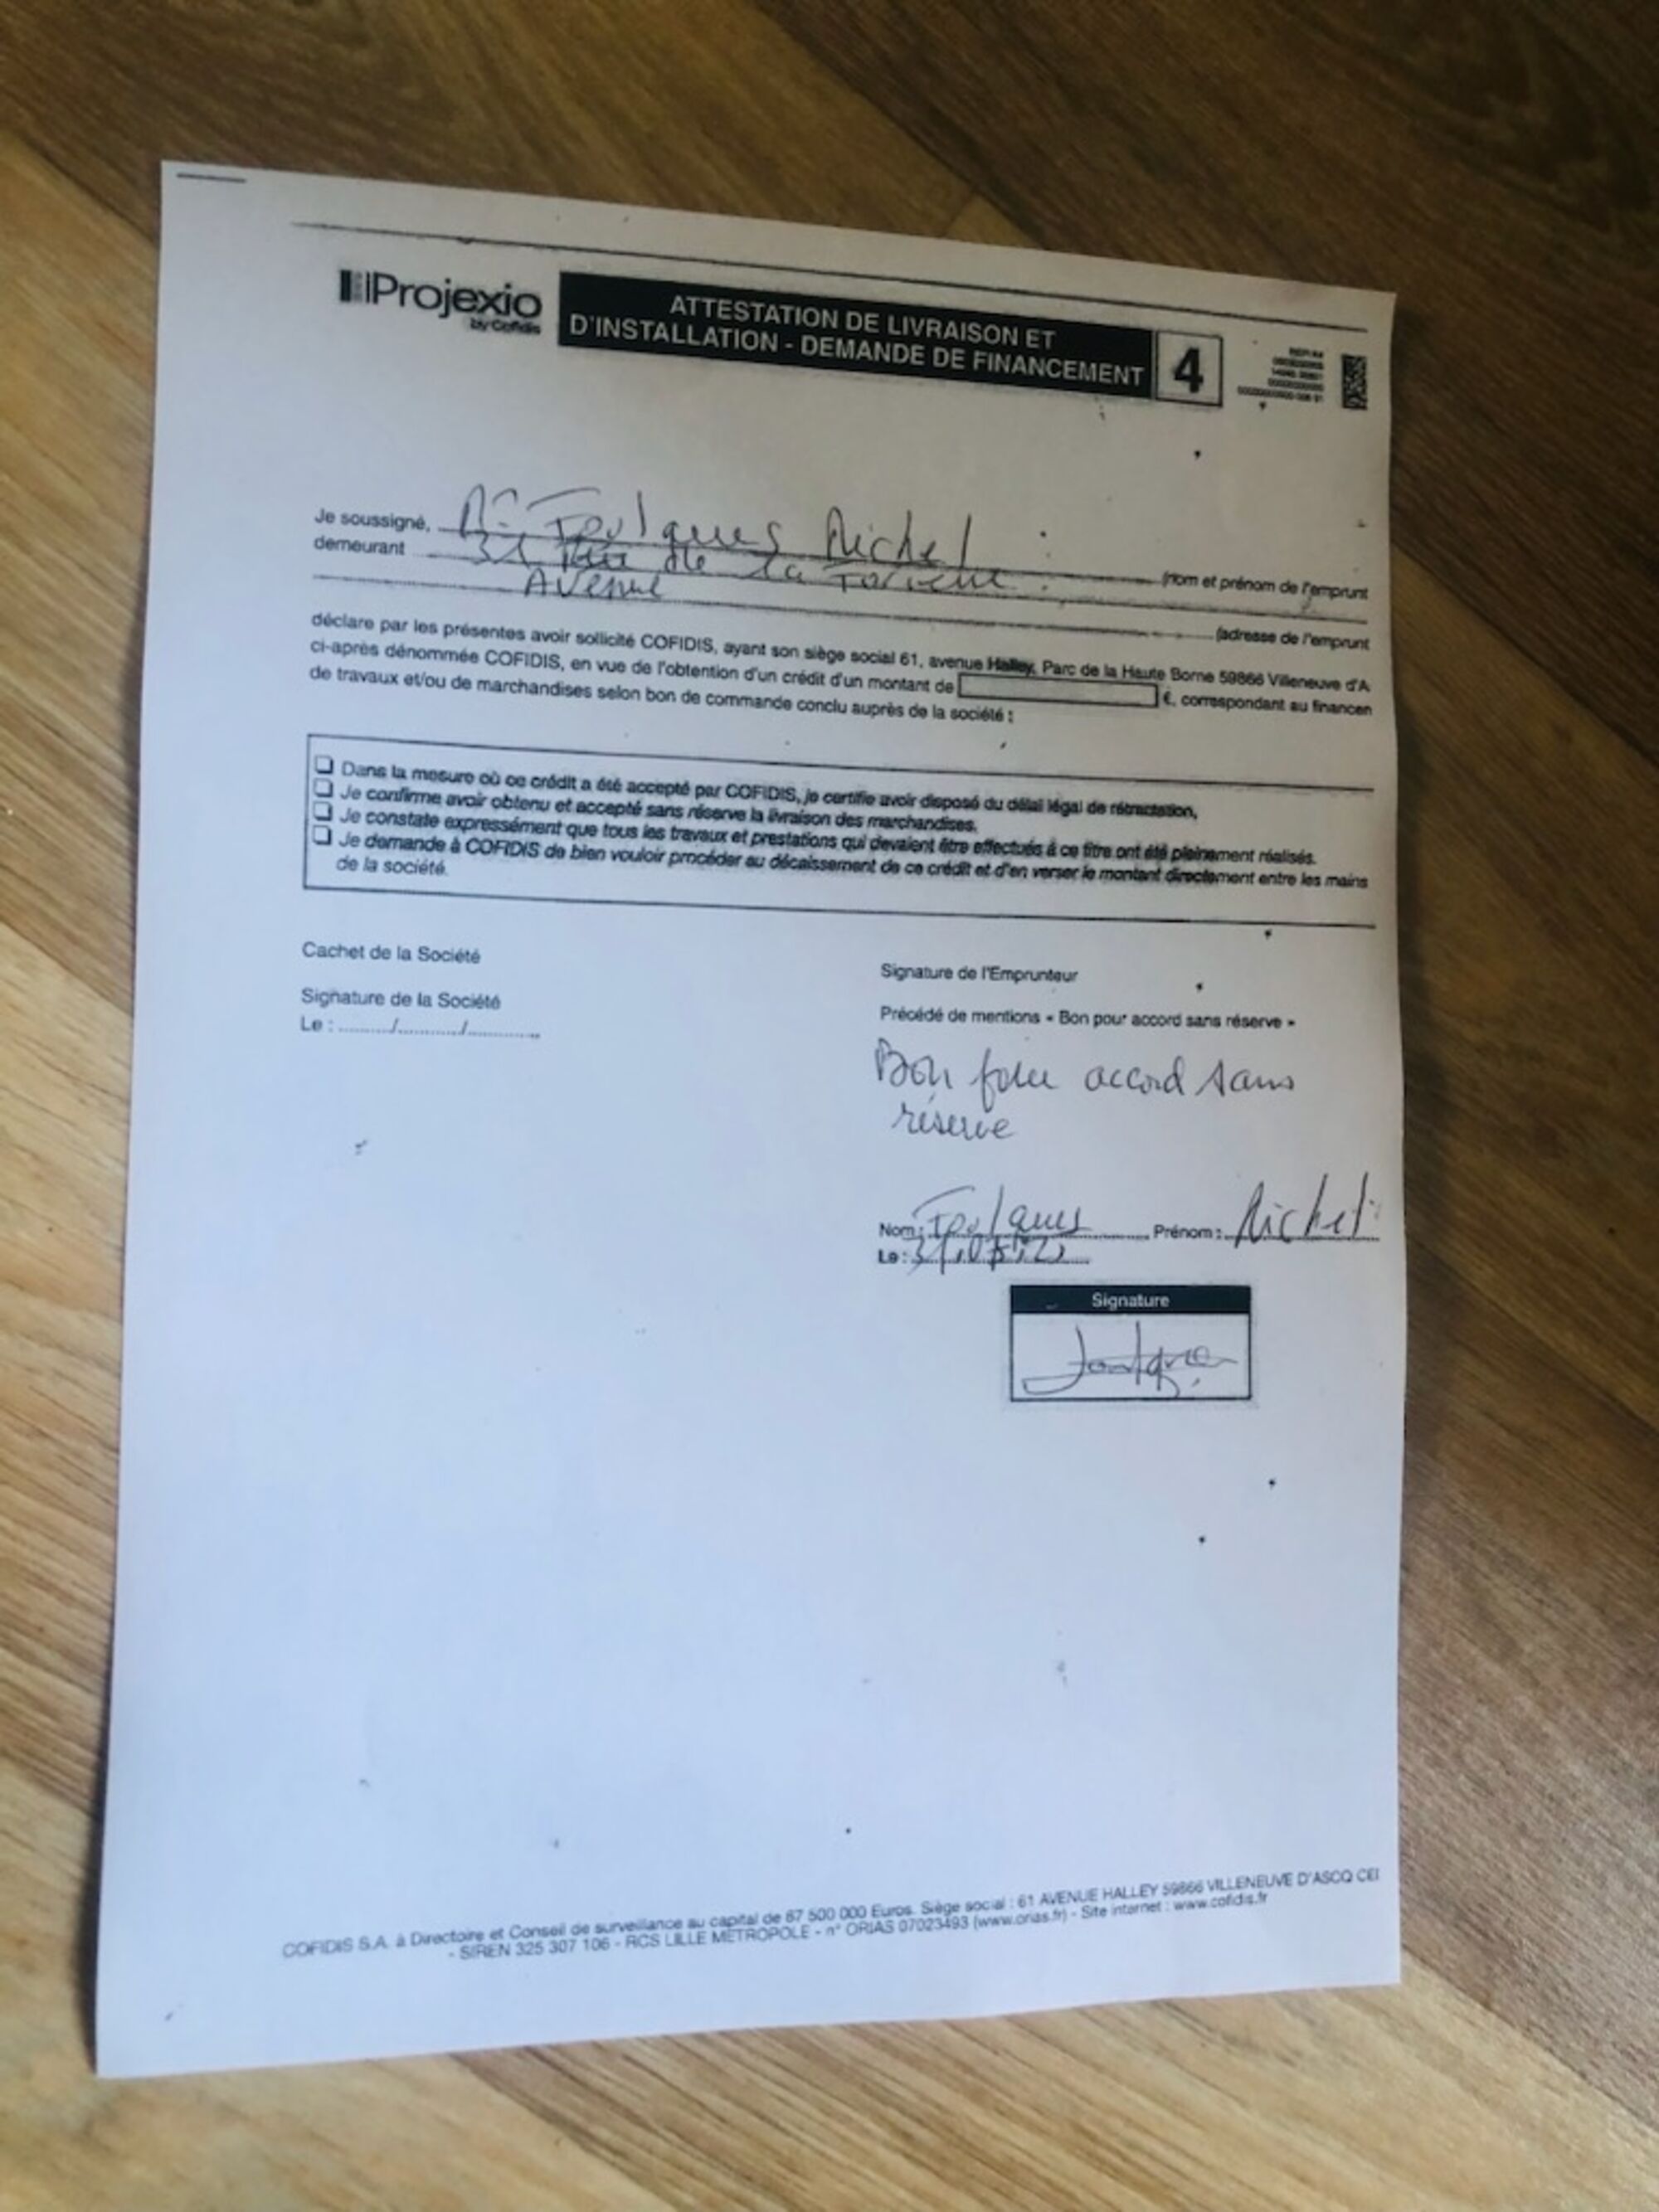 Projexio
by Cofidis
ATTESTATION DE LIVRAISON ET
D'INSTALLATION - DEMANDE DE FINANCEMENT
4
Je soussigné, Foulques Michel
(nom et prénom de l'emprunt
demeurant 31 de la
Avenue
(adresse de l'emprunt
déclare par les présentes avoir sollicité COFIDIS, ayant son siège social 61, avenue Halley, Parc de la Haute Borne 59866 Villeneuve d'A
ci-après dénommée COFIDIS, en vue de l'obtention d'un crédit d'un montant de €, correspondant au financen
de travaux et/ou de marchandises selon bon de commande conclu auprès de la société :
❑ Dans la mesure où ce crédit a été accepté par COFIDIS, je certifie avoir disposé du délai légal de rétractation,
❑ Je confirme avoir obtenu et accepté sans réserve la livraison des marchandises.
❑ Je constate expressément que tous les travaux et prestations qui devaient être effectués à ce titre ont été pleinement réalisés.
❑ Je demande à COFIDIS de bien vouloir procéder au décaissement de ce crédit et d'en verser le montant directement entre les mains
de la société.
Cachet de la Société
Signature de la Société
Le : ........./.........../............
Signature de l'Emprunteur
Précédé de mentions « Bon pour accord sans réserve »
Bon pour accord sans
réserve
Nom : Foulques Prénom : Michel
Le :
Signature
COFIDIS S.A. à Directoire et Conseil de surveillance au capital de 67 500 000 Euros. Siège social : 61 AVENUE HALLEY 59866 VILLENEUVE D'ASCQ CEI
- SIREN 325 307 106 - RCS LILLE METROPOLE - n° ORIAS 07023493 (www.orias.fr) - Site internet : www.cofidis.fr